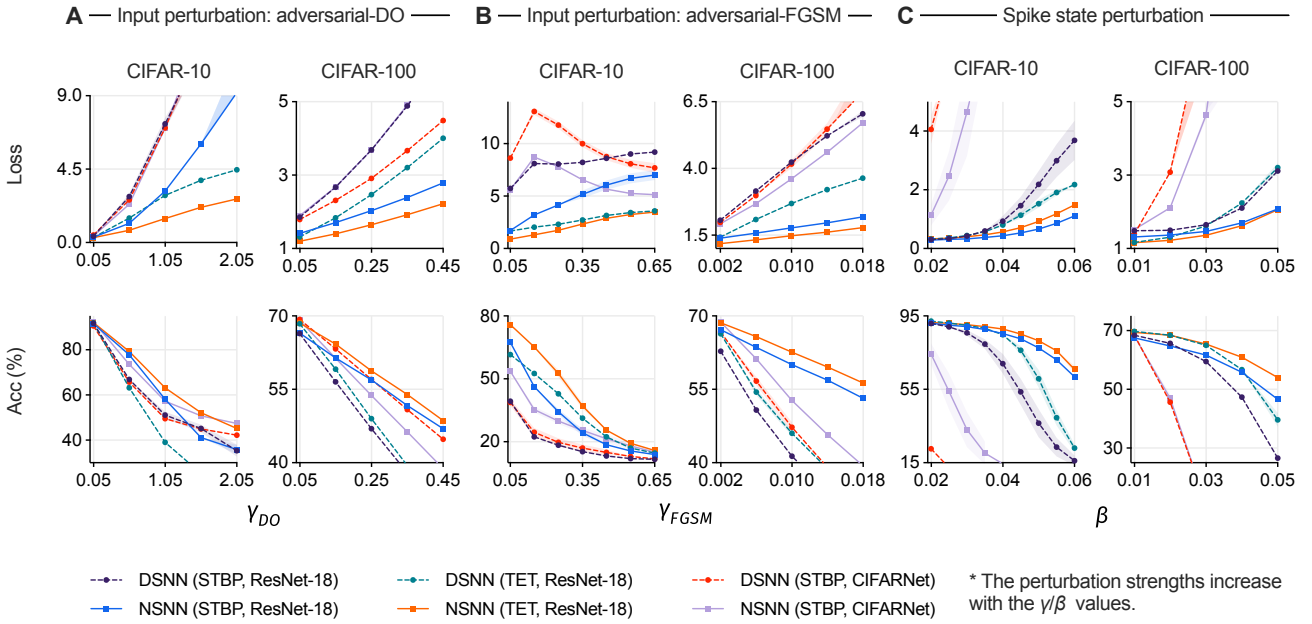 A Input perturbation: adversarial-DO
B Input perturbation: adversarial-FGSM
C Spike state perturbation
CIFAR-10 CIFAR-100 CIFAR-10 CIFAR-100 CIFAR-10 CIFAR-100
Loss
9.0
4.5
0.0
0.05 1.05 2.05
5
3
1
0.05 0.25 0.45
10
5
0
0.05 0.35 0.65
6.5
4.0
1.5
0.002 0.010 0.018
4
2
0
0.02 0.04 0.06
5
3
1
0.01 0.03 0.05
Acc (%)
80
60
40
0.05 1.05 2.05
70
55
40
0.05 0.25 0.45
80
50
20
0.05 0.35 0.65
70
55
40
0.002 0.010 0.018
95
55
15
0.02 0.04 0.06
70
50
30
0.01 0.03 0.05
γDO
γFGSM
β
DSNN (STBP, ResNet-18) DSNN (TET, ResNet-18) DSNN (STBP, CIFARNet)
NSNN (STBP, ResNet-18) NSNN (TET, ResNet-18) NSNN (STBP, CIFARNet)
* The perturbation strengths increase
with the γ/β values.